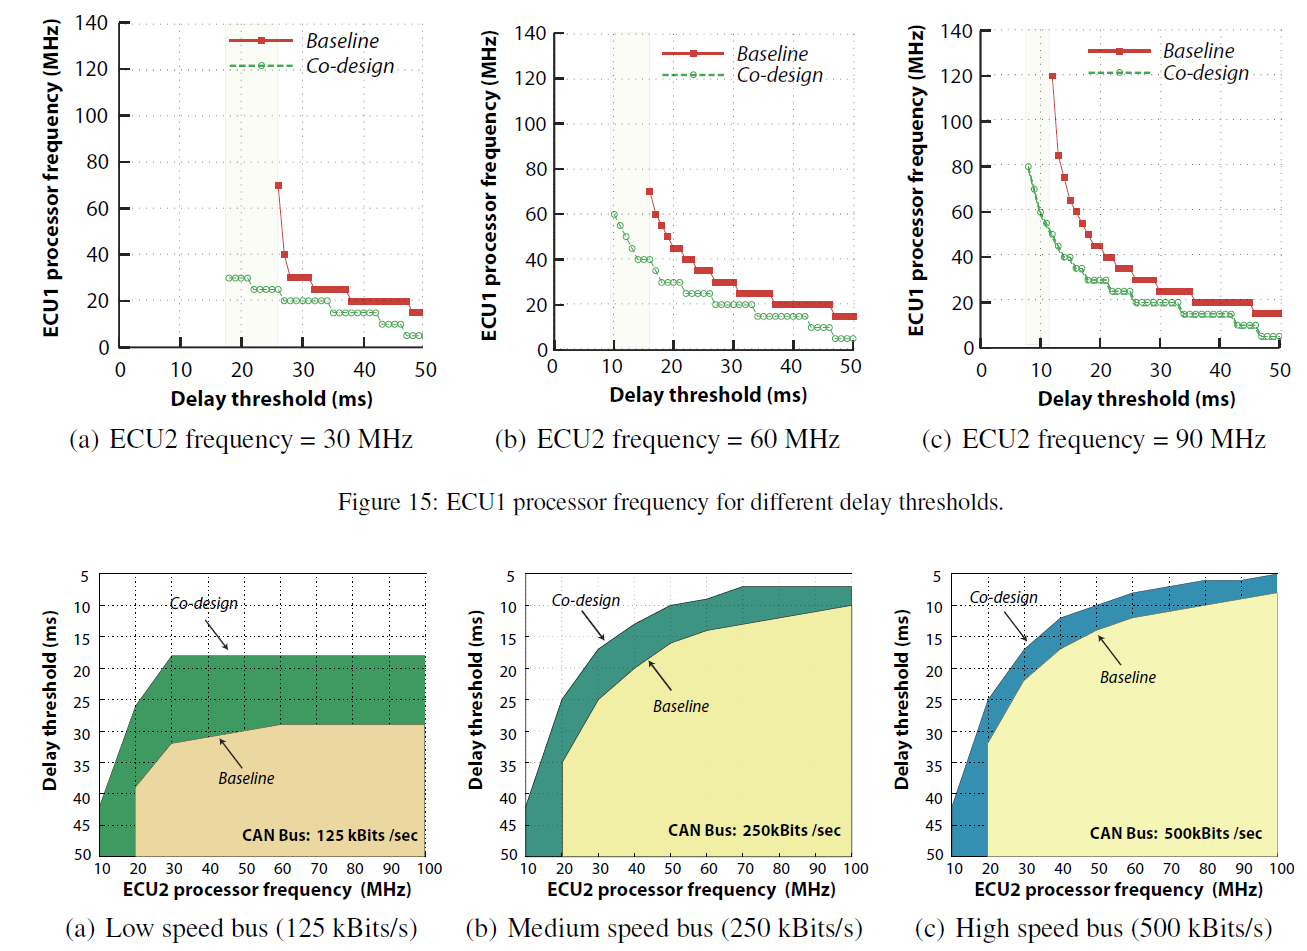 140
120
100
80
60
40
20
0
ECU1 processor frequency (MHz)
Baseline
Co-design
0 10 20 30 40 50
Delay threshold (ms)
(a) ECU2 frequency = 30 MHz
140
120
100
80
60
40
20
0
ECU1 processor frequency (MHz)
Baseline
Co-design
0 10 20 30 40 50
Delay threshold (ms)
(b) ECU2 frequency = 60 MHz
140
120
100
80
60
40
20
0
ECU1 processor frequency (MHz)
Baseline
Co-design
0 10 20 30 40 50
Delay threshold (ms)
(c) ECU2 frequency = 90 MHz
Figure 15: ECU1 processor frequency for different delay thresholds.
5
10
15
20
25
30
35
40
45
50
Delay threshold (ms)
Co-design
Baseline
CAN Bus: 125 kBits /sec
10 20 30 40 50 60 70 80 90 100
ECU2 processor frequency (MHz)
(a) Low speed bus (125 kBits/s)
5
10
15
20
25
30
35
40
45
50
Delay threshold (ms)
Co-design
Baseline
CAN Bus: 250kBits /sec
10 20 30 40 50 60 70 80 90 100
ECU2 processor frequency (MHz)
(b) Medium speed bus (250 kBits/s)
5
10
15
20
25
30
35
40
45
50
Delay threshold (ms)
Co-design
Baseline
CAN Bus: 500kBits /sec
10 20 30 40 50 60 70 80 90 100
ECU2 processor frequency (MHz)
(c) High speed bus (500 kBits/s)